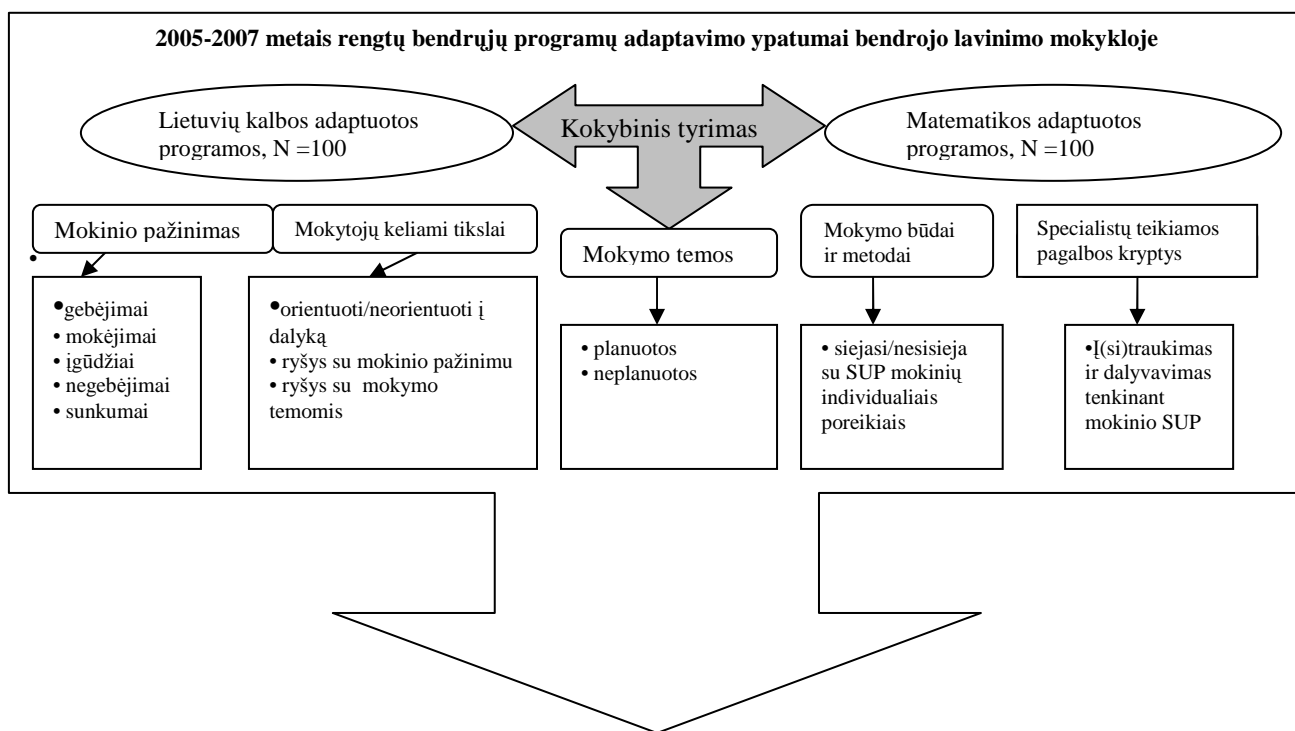 2005-2007 metais rengtų bendrųjų programų adaptavimo ypatumai bendrojo lavinimo mokykloje
Lietuvių kalbos adaptuotos
programos, N =100
Kokybinis tyrimas
Matematikos adaptuotos
programos, N =100
Mokinio pažinimas
•
•gebėjimai
• mokėjimai
• įgūdžiai
• negebėjimai
• sunkumai
Mokytojų keliami tikslai
•orientuoti/neorientuoti į
dalyką
• ryšys su mokinio pažinimu
• ryšys su mokymo
temomis
Mokymo temos
• planuotos
• neplanuotos
Mokymo būdai
ir metodai
• siejasi/nesisieja
su SUP mokinių
individualiais
poreikiais
Specialistų teikiamos
pagalbos kryptys
•Į(si)traukimas
ir dalyvavimas
tenkinant
mokinio SUP